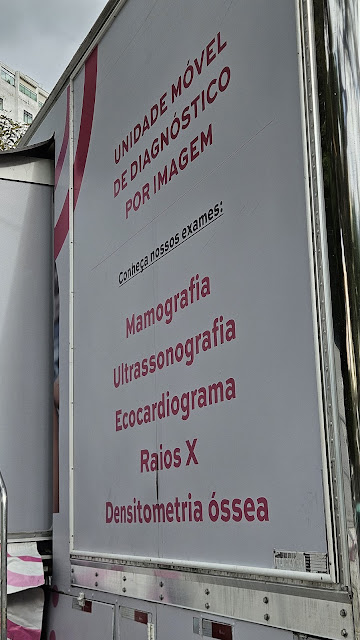 UNIDADE MÓVEL
DE DIAGNÓSTICO
POR IMAGEM
Conheça nossos exames:
Mamografia
Ultrassonografia
Ecocardiograma
Raios X
Densitometria óssea